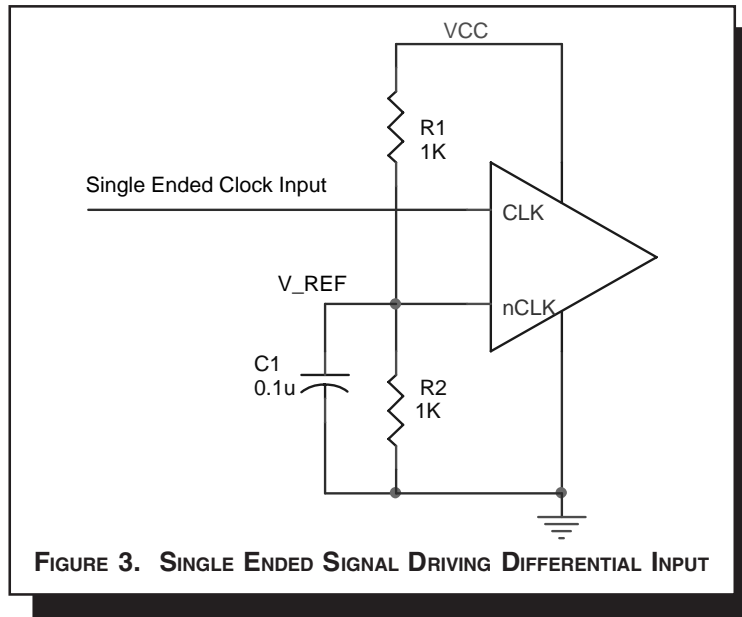 VCC
R1
1K
Single Ended Clock Input
CLK
V_REF
nCLK
C1
0.1u
R2
1K
FIGURE 3. SINGLE ENDED SIGNAL DRIVING DIFFERENTIAL INPUT